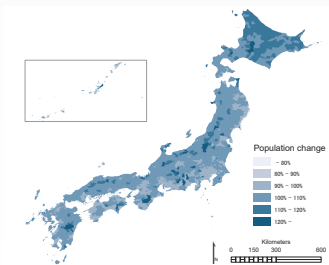 Population change
- 80%
80% - 90%
90% - 100%
100% - 110%
110% - 120%
120% -
Kilometers
0 150 300 600
N